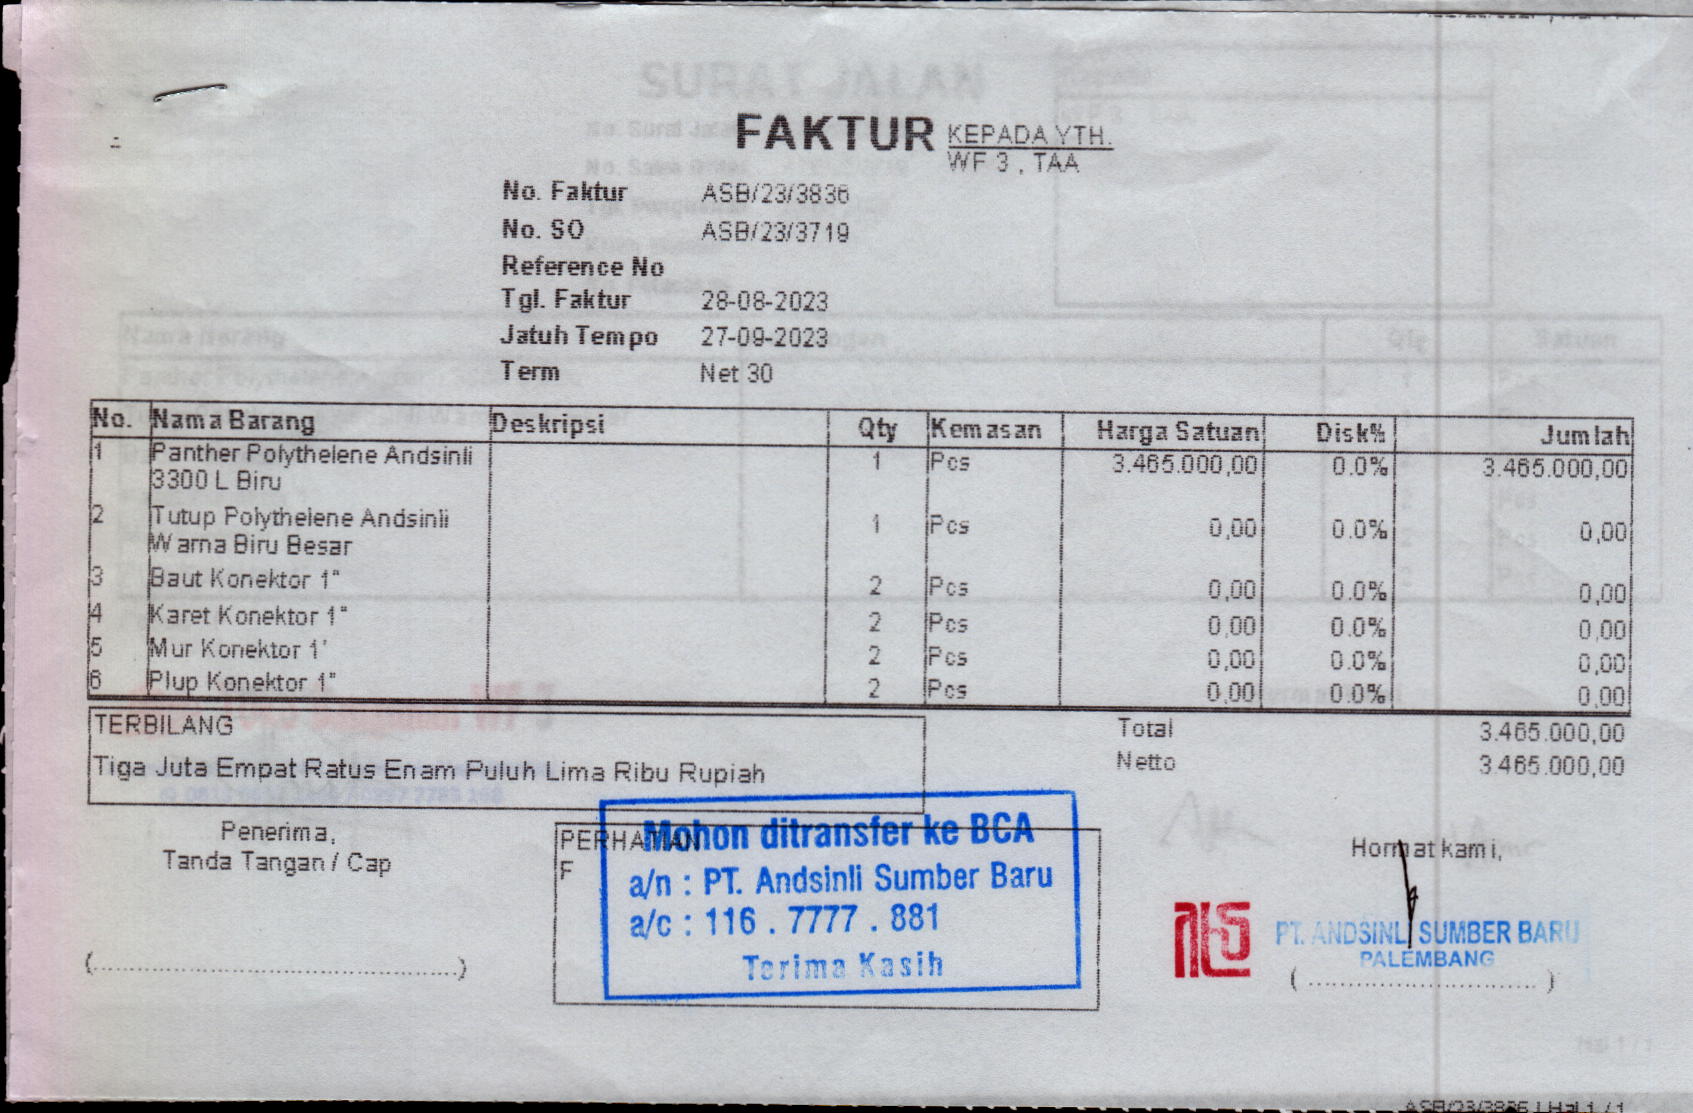 FAKTUR
KEPADA YTH.
WF 3 , TAA
No. Faktur ASB/23/3836
No. SO ASB/23/3719
Reference No
Tgl. Faktur 28-08-2023
Jatuh Tempo 27-09-2023
Term Net 30
No. Nama Barang Deskripsi Qty Kemasan Harga Satuan Disk% Jumlah
1 Panther Polythelene Andsinli 1 Pcs 3.465.000,00 0.0% 3.465.000,00
3300 L Biru
2 Tutup Polythelene Andsinli 1 Pcs 0,00 0.0% 0,00
Warna Biru Besar
3 Baut Konektor 1" 2 Pcs 0,00 0.0% 0,00
4 Karet Konektor 1" 2 Pcs 0,00 0.0% 0,00
5 Mur Konektor 1' 2 Pcs 0,00 0.0% 0,00
6 Plup Konektor 1" 2 Pcs 0,00 0.0% 0,00
TERBILANG
Tiga Juta Empat Ratus Enam Puluh Lima Ribu Rupiah
Total 3.465.000,00
Netto 3.465.000,00
Penerima,
Tanda Tangan / Cap
(..........................................................)
PERHATIAN
F
Mohon ditransfer ke BCA
a/n : PT. Andsinli Sumber Baru
a/c : 116 . 7777 . 881
Terima Kasih
Hormat kami,
PT. ANDSINLI SUMBER BARU
PALEMBANG
(....................................)
ASB/23/3836 | Hal 1 / 1